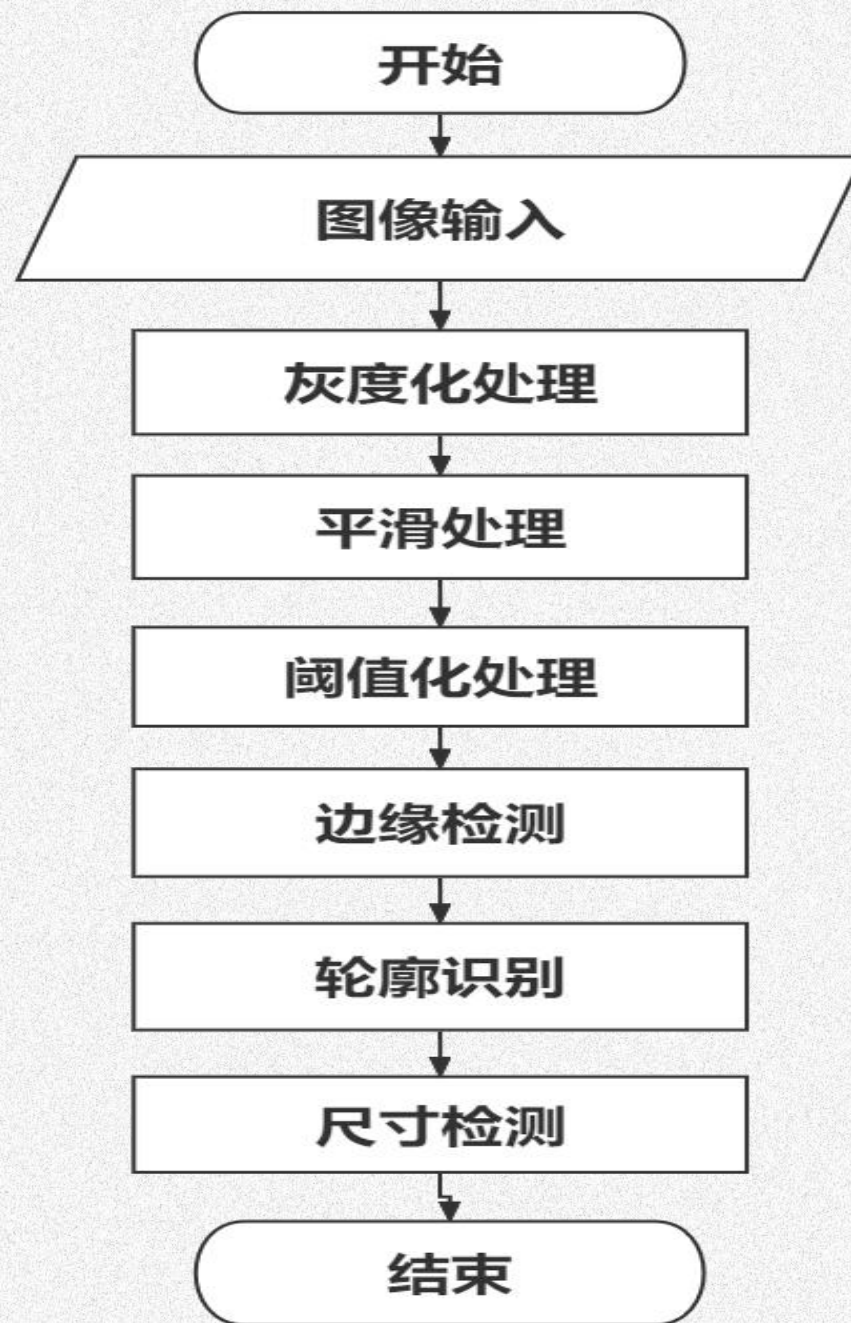 开始
图像输入
灰度化处理
平滑处理
阈值化处理
边缘检测
轮廓识别
尺寸检测
结束